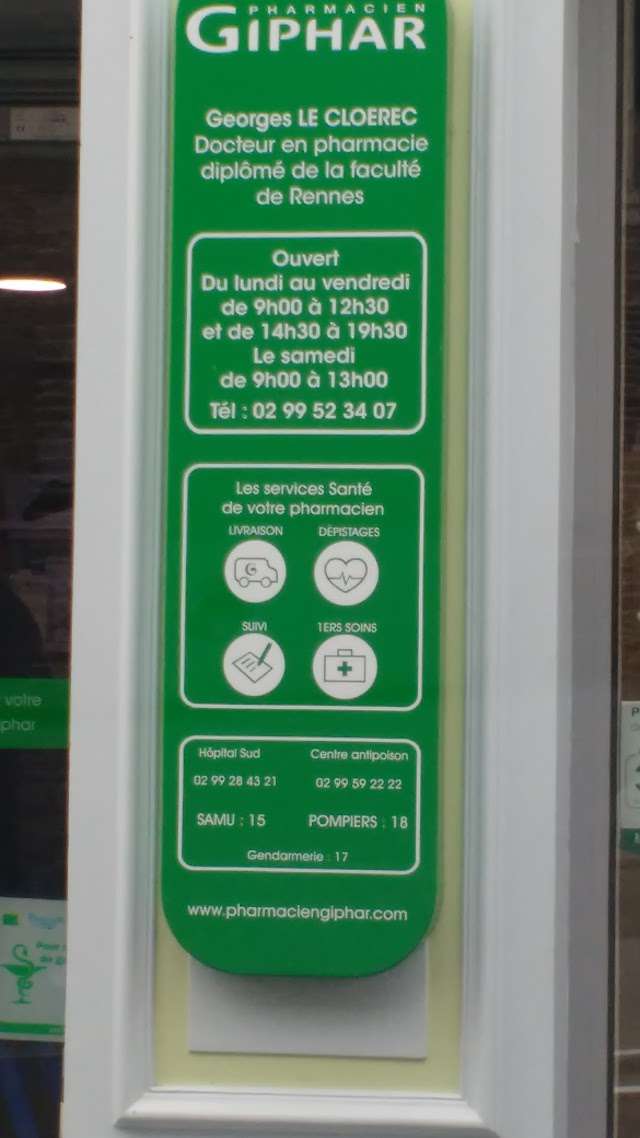 PHARMACIEN
GIPHAR
Georges LE CLOEREC
Docteur en pharmacie
diplômé de la faculté
de Rennes
Ouvert
Du lundi au vendredi
de 9h00 à 12h30
et de 14h30 à 19h30
Le samedi
de 9h00 à 13h00
Tél : 02 99 52 34 07
Les services Santé
de votre pharmacien
LIVRAISON DÉPISTAGES
SUIVI 1ERS SOINS
Hôpital Sud Centre antipoison
02 99 28 43 21 02 99 59 22 22
SAMU : 15 POMPIERS : 18
Gendarmerie : 17
www.pharmaciengiphar.com
votre
phar